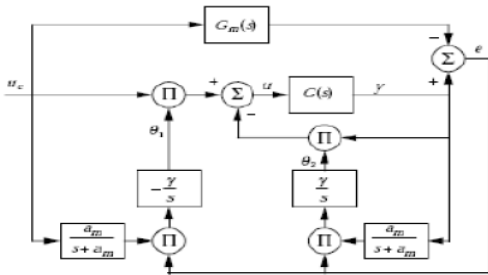 G_m(s)
−
Σ
e
+
u_c
Π
+
Σ
u
G(s)
y
−
θ_1
Π
θ_2
−γ/s
γ/s
a_m/(s + a_m)
Π
Π
a_m/(s + a_m)